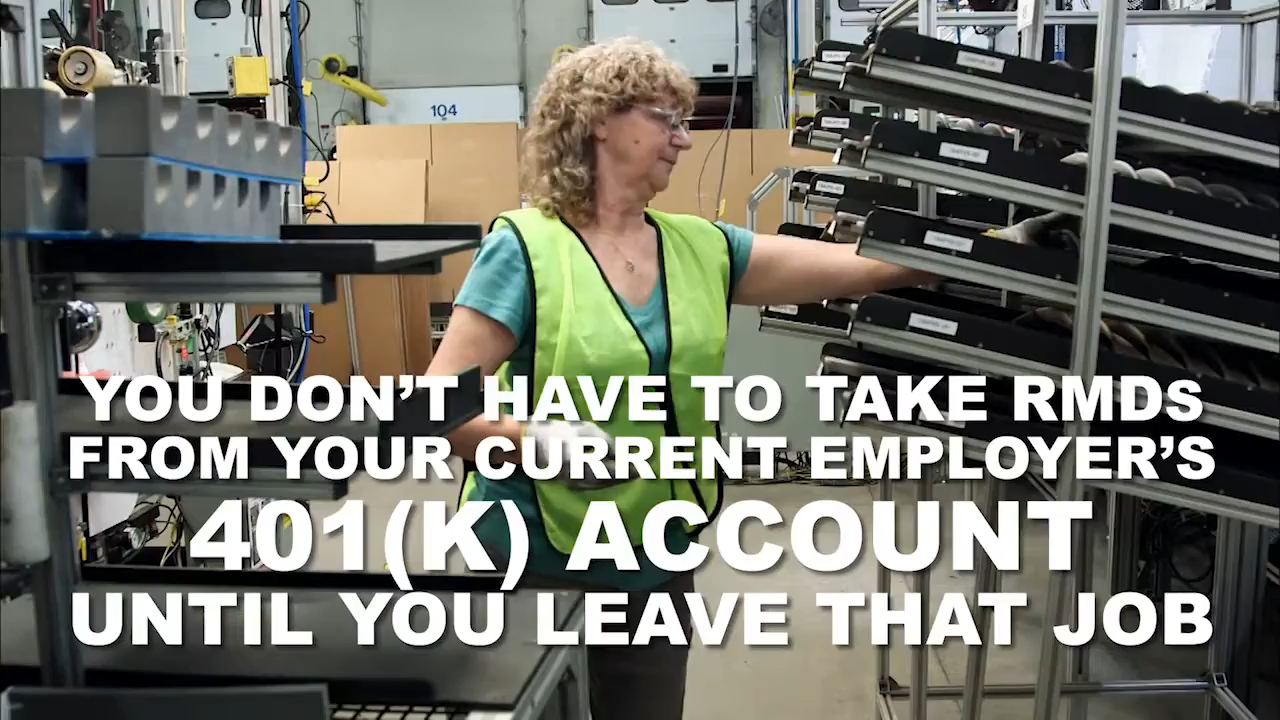 104
YOU DON’T HAVE TO TAKE RMDs
FROM YOUR CURRENT EMPLOYER’S
401(K) ACCOUNT
UNTIL YOU LEAVE THAT JOB